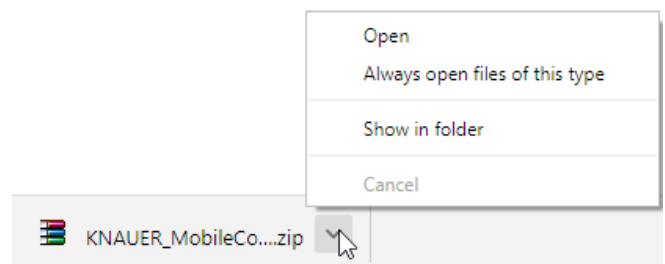 Open
Always open files of this type
Show in folder
Cancel
KNAUER_MobileCo....zip